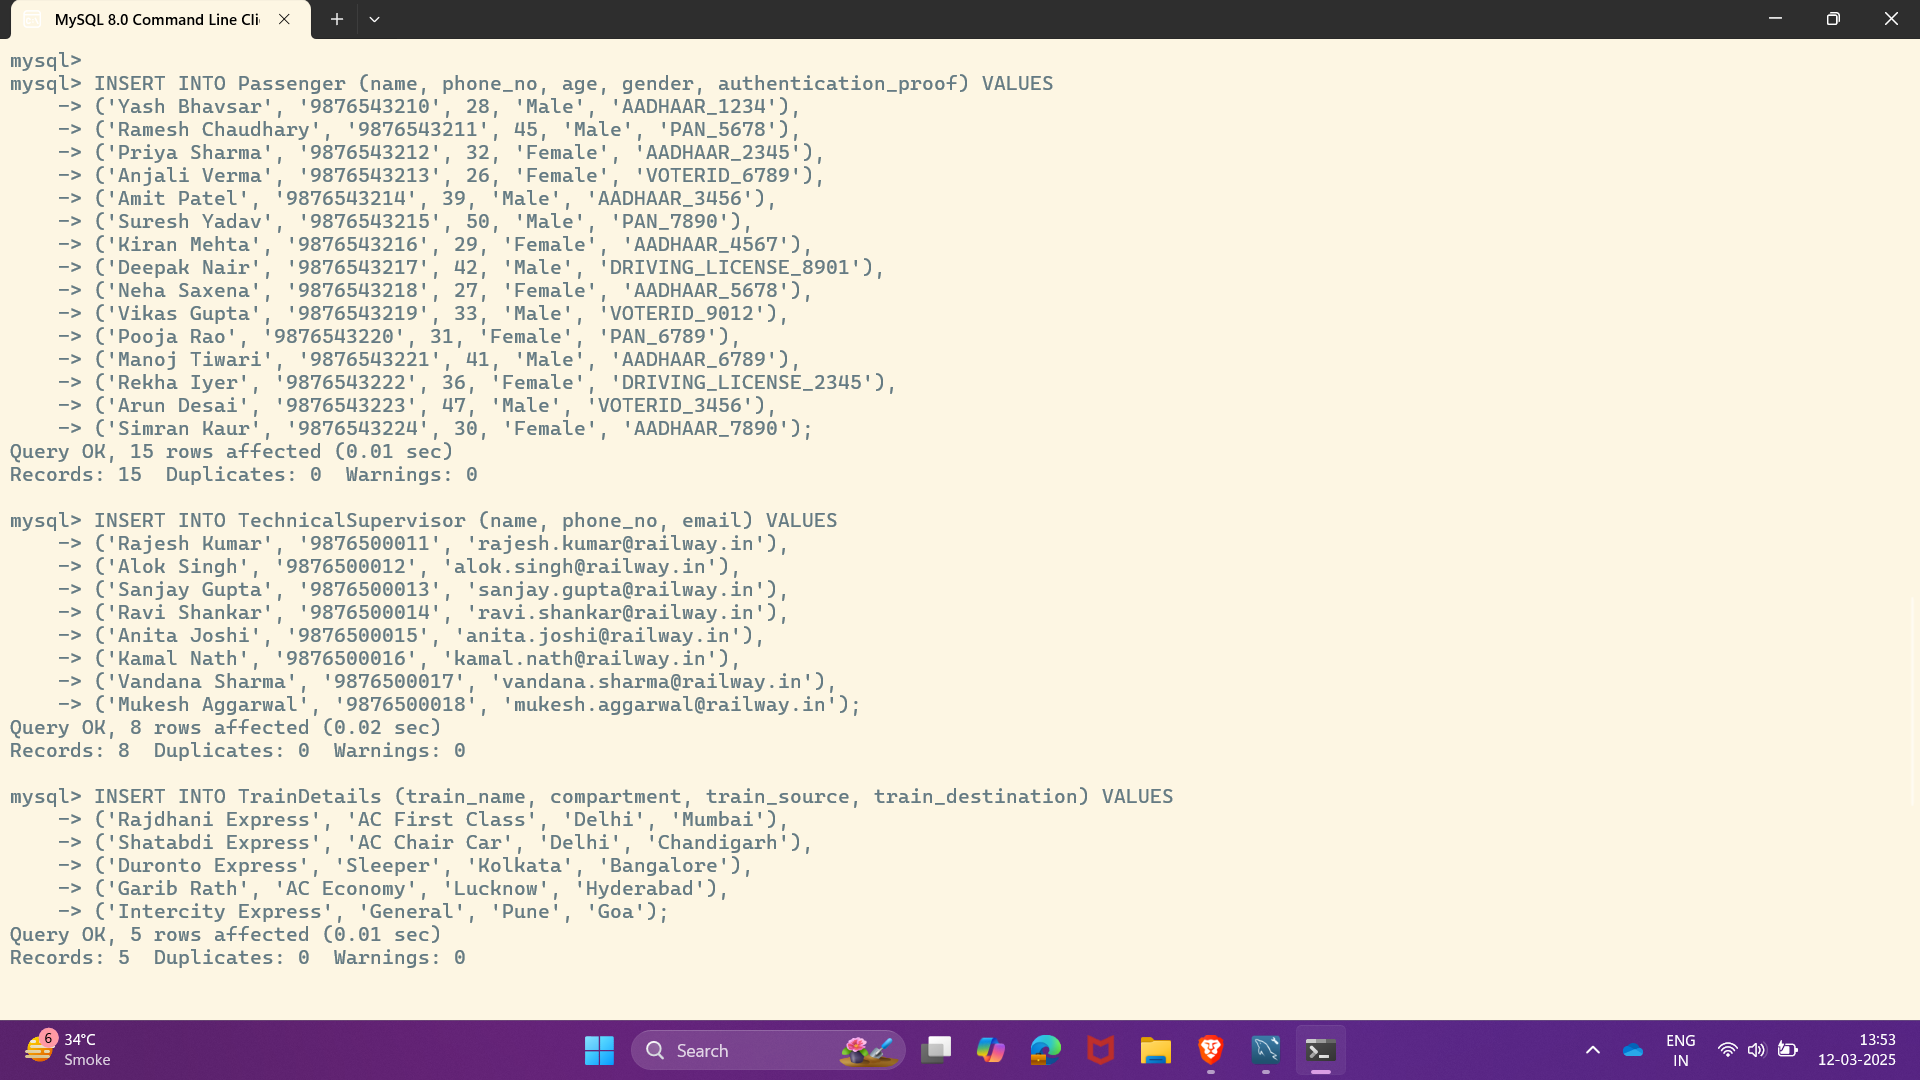 MySQL 8.0 Command Line Cli
mysql>
mysql> INSERT INTO Passenger (name, phone_no, age, gender, authentication_proof) VALUES
    -> ('Yash Bhavsar', '9876543210', 28, 'Male', 'AADHAAR_1234'),
    -> ('Ramesh Chaudhary', '9876543211', 45, 'Male', 'PAN_5678'),
    -> ('Priya Sharma', '9876543212', 32, 'Female', 'AADHAAR_2345'),
    -> ('Anjali Verma', '9876543213', 26, 'Female', 'VOTERID_6789'),
    -> ('Amit Patel', '9876543214', 39, 'Male', 'AADHAAR_3456'),
    -> ('Suresh Yadav', '9876543215', 50, 'Male', 'PAN_7890'),
    -> ('Kiran Mehta', '9876543216', 29, 'Female', 'AADHAAR_4567'),
    -> ('Deepak Nair', '9876543217', 42, 'Male', 'DRIVING_LICENSE_8901'),
    -> ('Neha Saxena', '9876543218', 27, 'Female', 'AADHAAR_5678'),
    -> ('Vikas Gupta', '9876543219', 33, 'Male', 'VOTERID_9012'),
    -> ('Pooja Rao', '9876543220', 31, 'Female', 'PAN_6789'),
    -> ('Manoj Tiwari', '9876543221', 41, 'Male', 'AADHAAR_6789'),
    -> ('Rekha Iyer', '9876543222', 36, 'Female', 'DRIVING_LICENSE_2345'),
    -> ('Arun Desai', '9876543223', 47, 'Male', 'VOTERID_3456'),
    -> ('Simran Kaur', '9876543224', 30, 'Female', 'AADHAAR_7890');
Query OK, 15 rows affected (0.01 sec)
Records: 15  Duplicates: 0  Warnings: 0
mysql> INSERT INTO TechnicalSupervisor (name, phone_no, email) VALUES
    -> ('Rajesh Kumar', '9876500011', 'rajesh.kumar@railway.in'),
    -> ('Alok Singh', '9876500012', 'alok.singh@railway.in'),
    -> ('Sanjay Gupta', '9876500013', 'sanjay.gupta@railway.in'),
    -> ('Ravi Shankar', '9876500014', 'ravi.shankar@railway.in'),
    -> ('Anita Joshi', '9876500015', 'anita.joshi@railway.in'),
    -> ('Kamal Nath', '9876500016', 'kamal.nath@railway.in'),
    -> ('Vandana Sharma', '9876500017', 'vandana.sharma@railway.in'),
    -> ('Mukesh Aggarwal', '9876500018', 'mukesh.aggarwal@railway.in');
Query OK, 8 rows affected (0.02 sec)
Records: 8  Duplicates: 0  Warnings: 0
mysql> INSERT INTO TrainDetails (train_name, compartment, train_source, train_destination) VALUES
    -> ('Rajdhani Express', 'AC First Class', 'Delhi', 'Mumbai'),
    -> ('Shatabdi Express', 'AC Chair Car', 'Delhi', 'Chandigarh'),
    -> ('Duronto Express', 'Sleeper', 'Kolkata', 'Bangalore'),
    -> ('Garib Rath', 'AC Economy', 'Lucknow', 'Hyderabad'),
    -> ('Intercity Express', 'General', 'Pune', 'Goa');
Query OK, 5 rows affected (0.01 sec)
Records: 5  Duplicates: 0  Warnings: 0
6
34°C
Smoke
Search
ENG
IN
13:53
12-03-2025